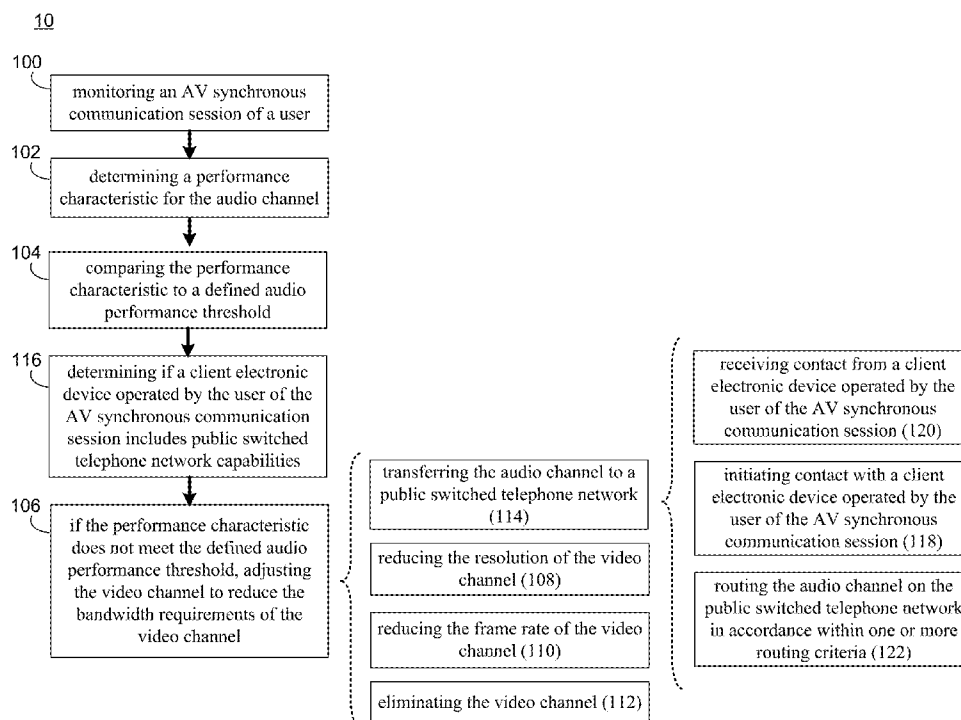 10
100
monitoring an AV synchronous
communication session of a user
102
determining a performance
characteristic for the audio channel
104
comparing the performance
characteristic to a defined audio
performance threshold
116
determining if a client electronic
device operated by the user of the
AV synchronous communication
session includes public switched
telephone network capabilities
106
if the performance characteristic
does not meet the defined audio
performance threshold, adjusting
the video channel to reduce the
bandwidth requirements of the
video channel
transferring the audio channel to a
public switched telephone network
(114)
reducing the resolution of the video
channel (108)
reducing the frame rate of the video
channel (110)
eliminating the video channel (112)
receiving contact from a client
electronic device operated by the
user of the AV synchronous
communication session (120)
initiating contact with a client
electronic device operated by the
user of the AV synchronous
communication session (118)
routing the audio channel on the
public switched telephone network
in accordance within one or more
routing criteria (122)